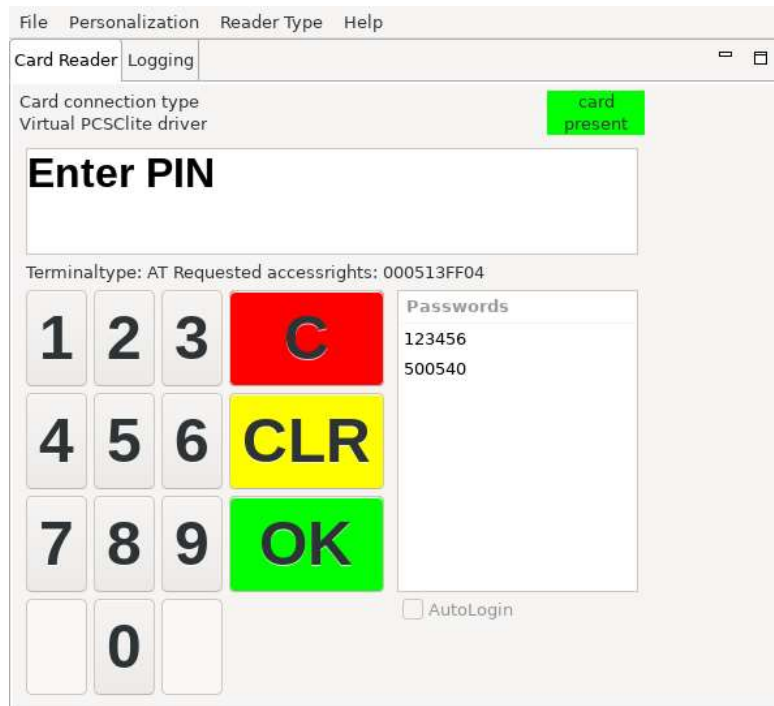 File Personalization Reader Type Help
Card Reader Logging
Card connection type
Virtual PCSClite driver
card
present
Enter PIN
Terminaltype: AT Requested accessrights: 000513FF04
1 2 3 C
4 5 6 CLR
7 8 9 OK
0
Passwords
123456
500540
AutoLogin